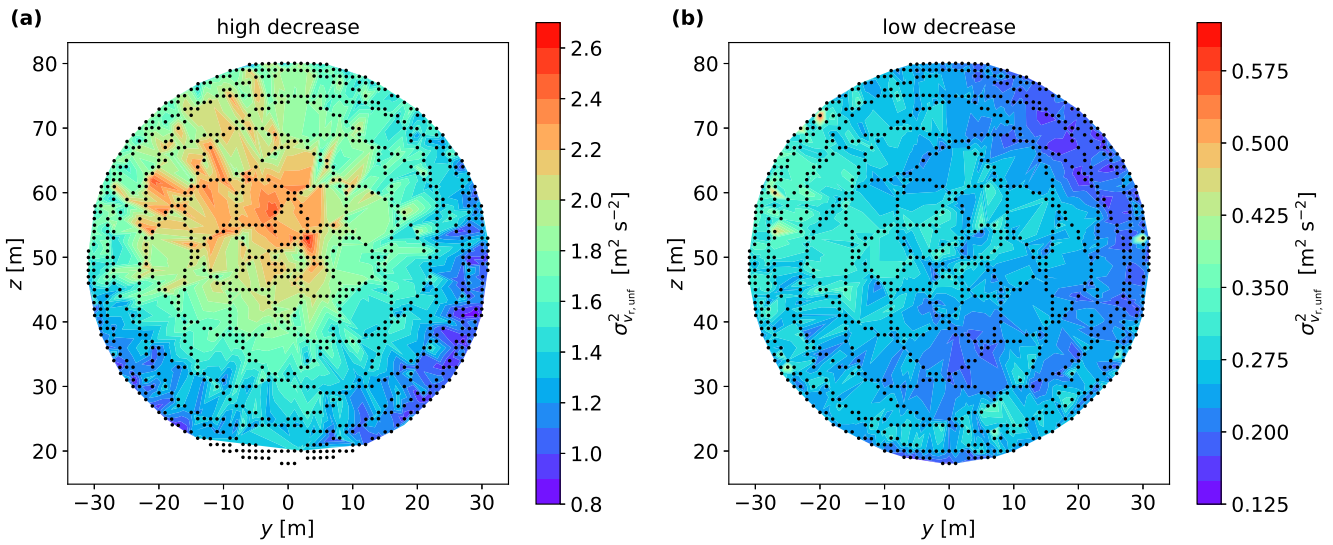 (a)
high decrease
80
70
60
50
40
30
20
z [m]
−30 −20 −10 0 10 20 30
y [m]
2.6
2.4
2.2
2.0
1.8
1.6
1.4
1.2
1.0
0.8
σ²ᵥᵣ,unf [m² s⁻²]
(b)
low decrease
80
70
60
50
40
30
20
z [m]
−30 −20 −10 0 10 20 30
y [m]
0.575
0.500
0.425
0.350
0.275
0.200
0.125
σ²ᵥᵣ,unf [m² s⁻²]